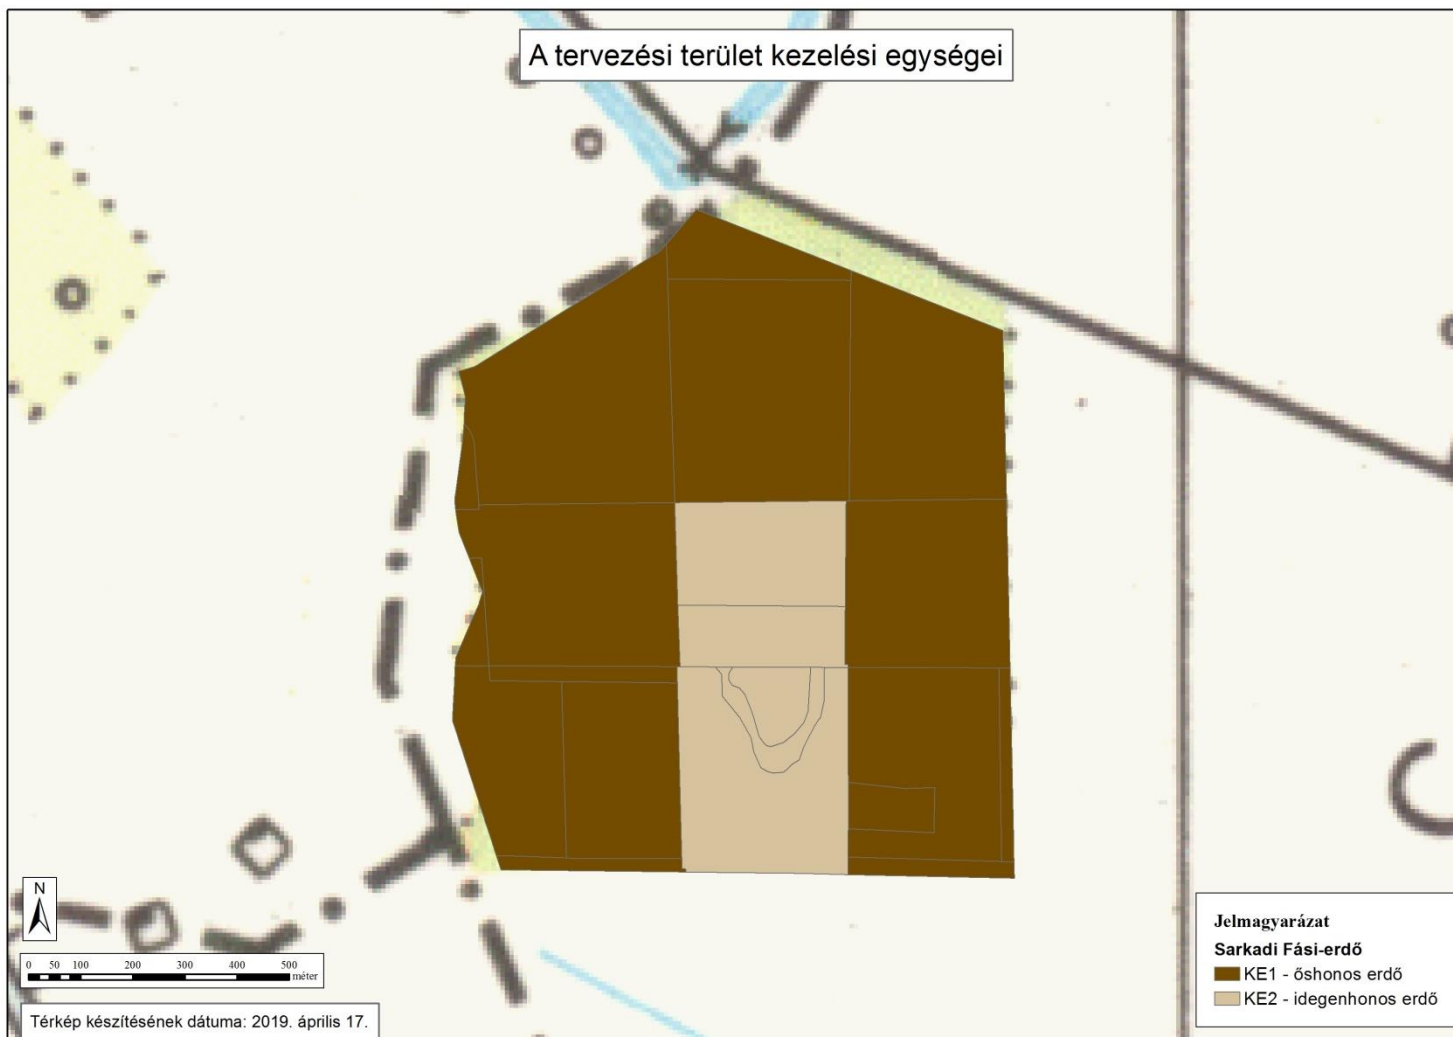 A tervezési terület kezelési egységei
N
0 50 100 200 300 400 500
méter
Térkép készítésének dátuma: 2019. április 17.
Jelmagyarázat
Sarkadi Fási-erdő
KE1 - őshonos erdő
KE2 - idegenhonos erdő